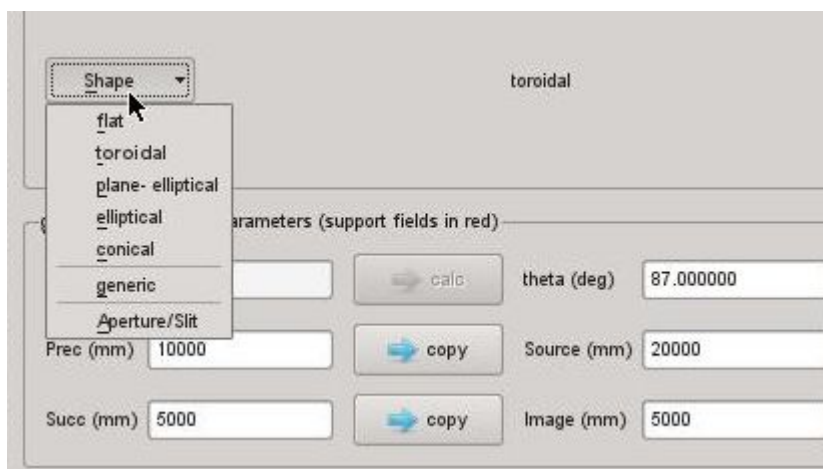 Shape toroidal
flat
toroidal
plane- elliptical
elliptical
conical
generic
Aperture/Slit
arameters (support fields in red)
calc theta (deg) 87.000000
Prec (mm) 10000 copy Source (mm) 20000
Succ (mm) 5000 copy Image (mm) 5000